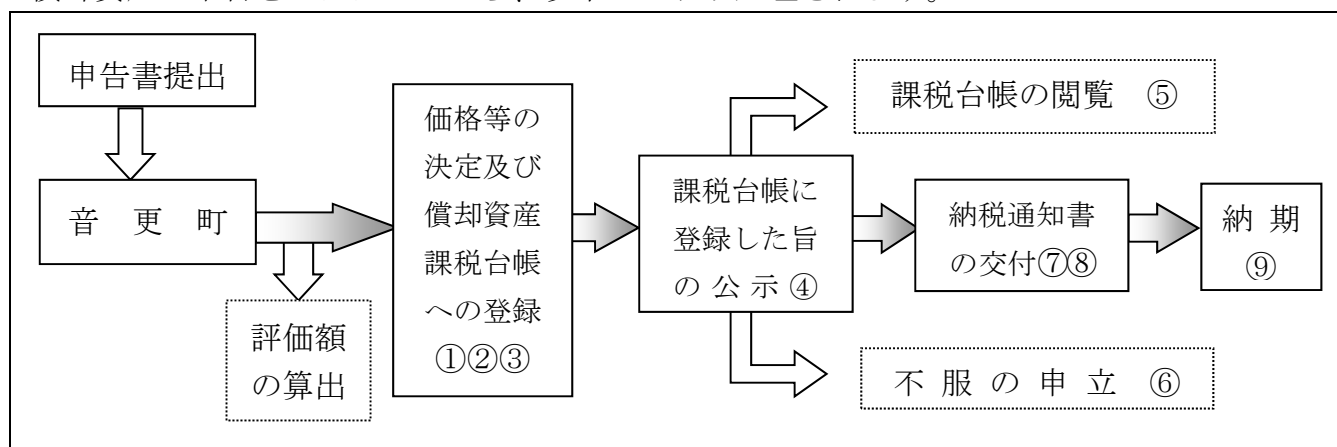 申告書提出
音更町
評価額
の算出
価格等の
決定及び
償却資産
課税台帳
への登録
①②③
課税台帳に
登録した旨
の公示④
課税台帳の閲覧 ⑤
不服の申立 ⑥
納税通知書
の交付⑦⑧
納期
⑨